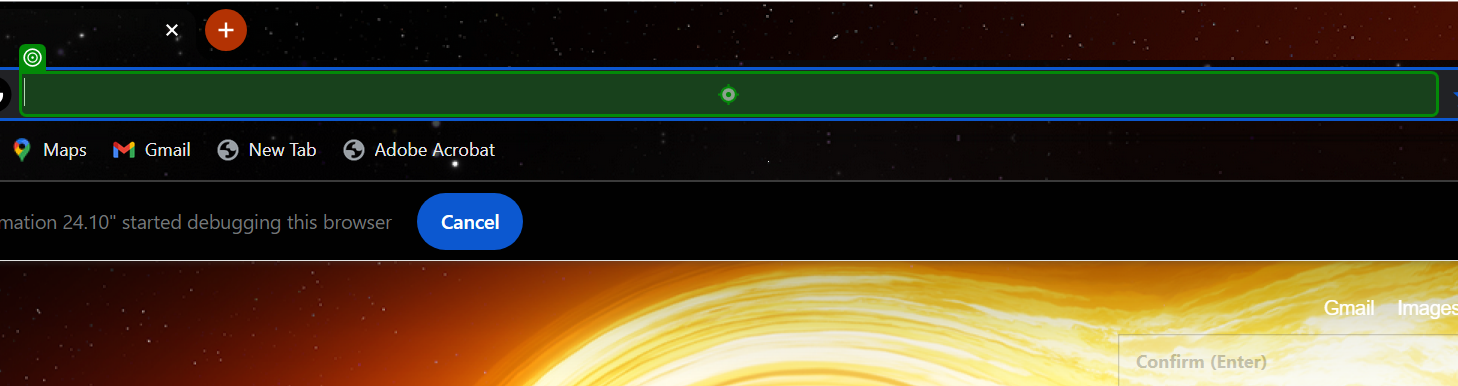 Maps Gmail New Tab Adobe Acrobat
mation 24.10" started debugging this browser Cancel
Gmail Images
Confirm (Enter)